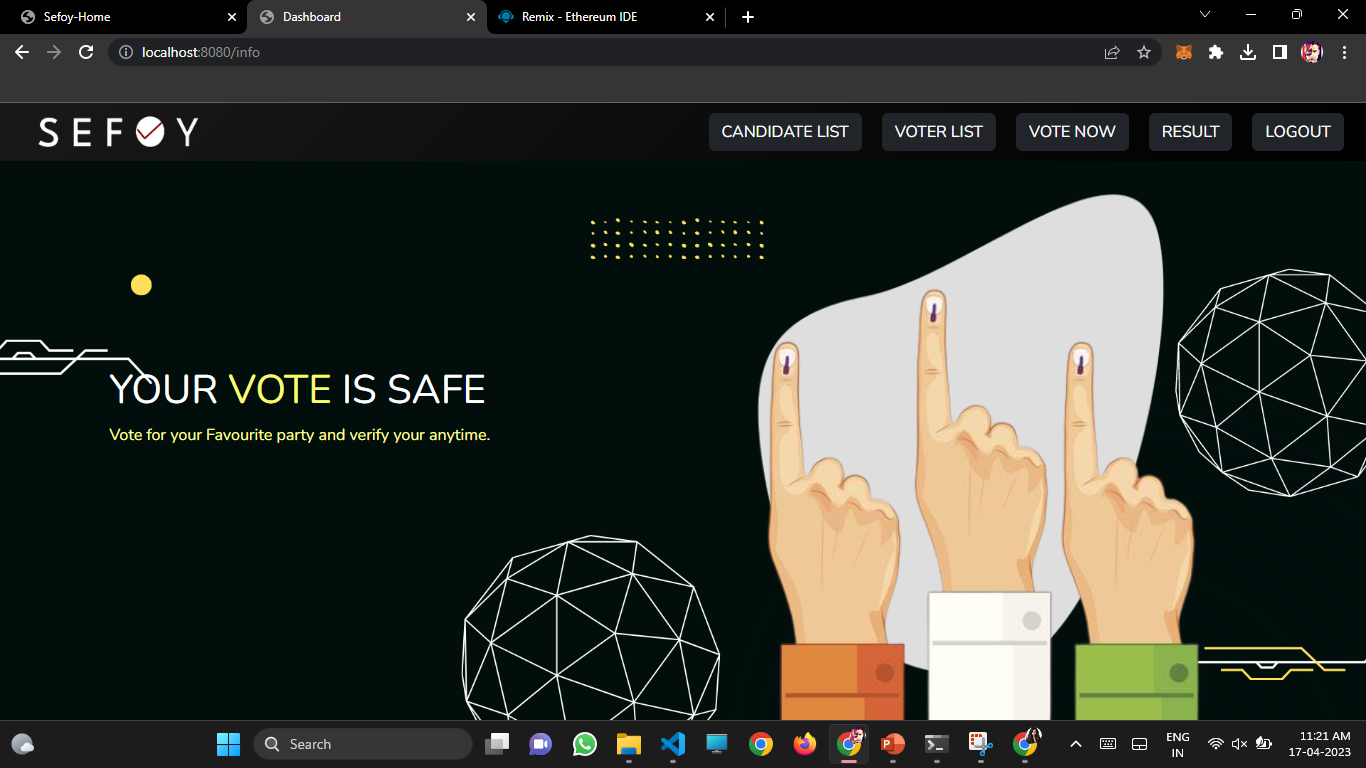 Sefoy-Home
Dashboard
Remix - Ethereum IDE
localhost:8080/info
SEFOY
CANDIDATE LIST
VOTER LIST
VOTE NOW
RESULT
LOGOUT
YOUR VOTE IS SAFE
Vote for your Favourite party and verify your anytime.
Search
ENG
IN
11:21 AM
17-04-2023